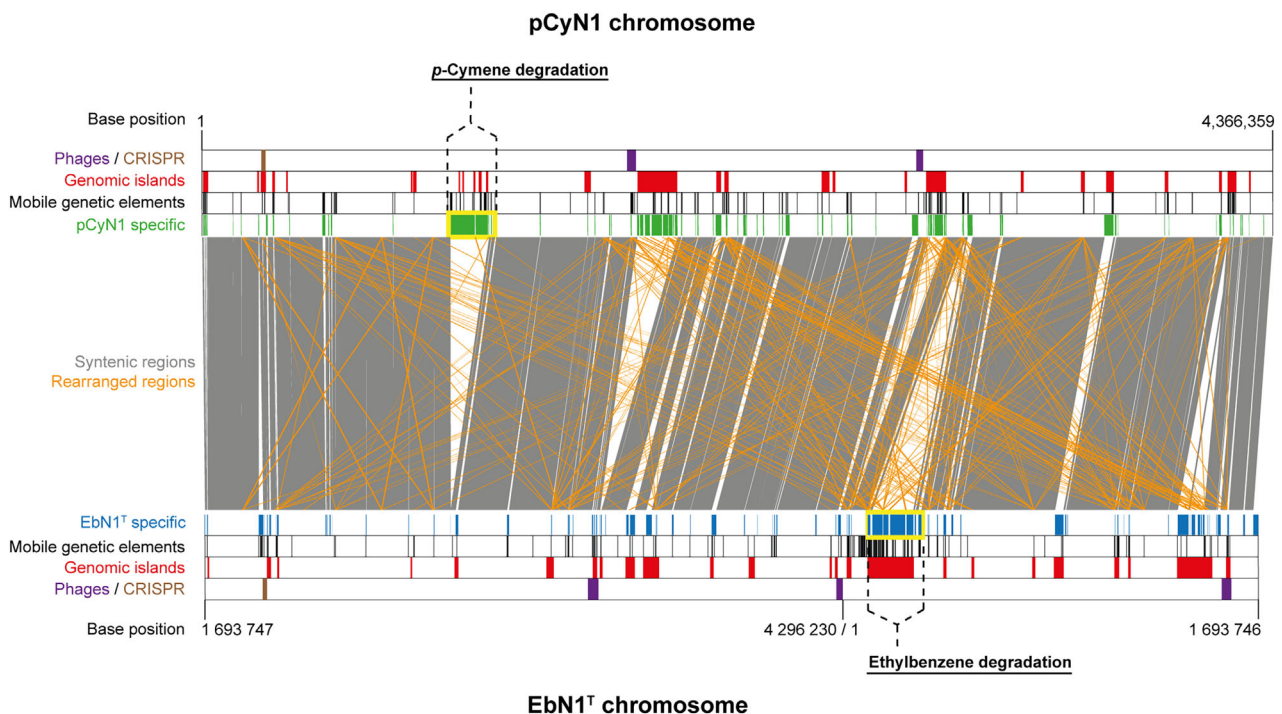 pCyN1 chromosome
p-Cymene degradation
Base position 1 4,366,359
Phages / CRISPR
Genomic islands
Mobile genetic elements
pCyN1 specific
Syntenic regions
Rearranged regions
EbN1ᵀ specific
Mobile genetic elements
Genomic islands
Phages / CRISPR
Base position 1 693 747 4 296 230 / 1 1 693 746
Ethylbenzene degradation
EbN1ᵀ chromosome